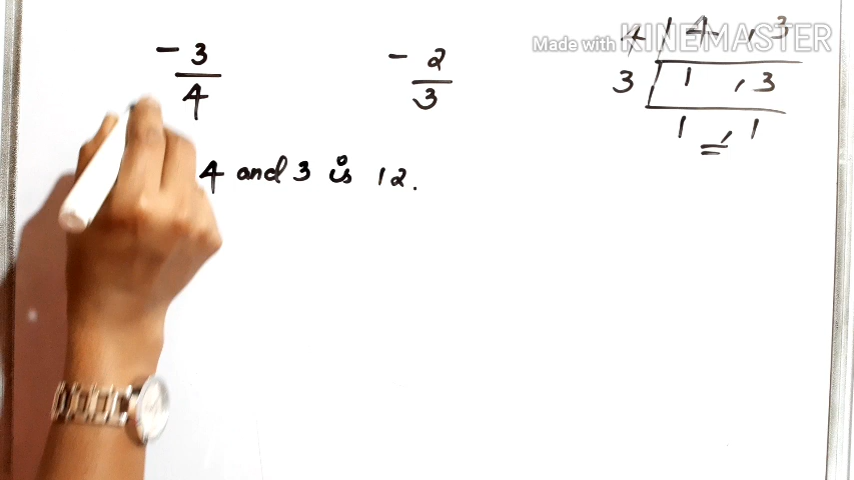 -3/4 -2/3
4 and 3 is 12.
4 | 4 , 3
3 | 1 , 3
1 , 1
Made with KINEMASTER